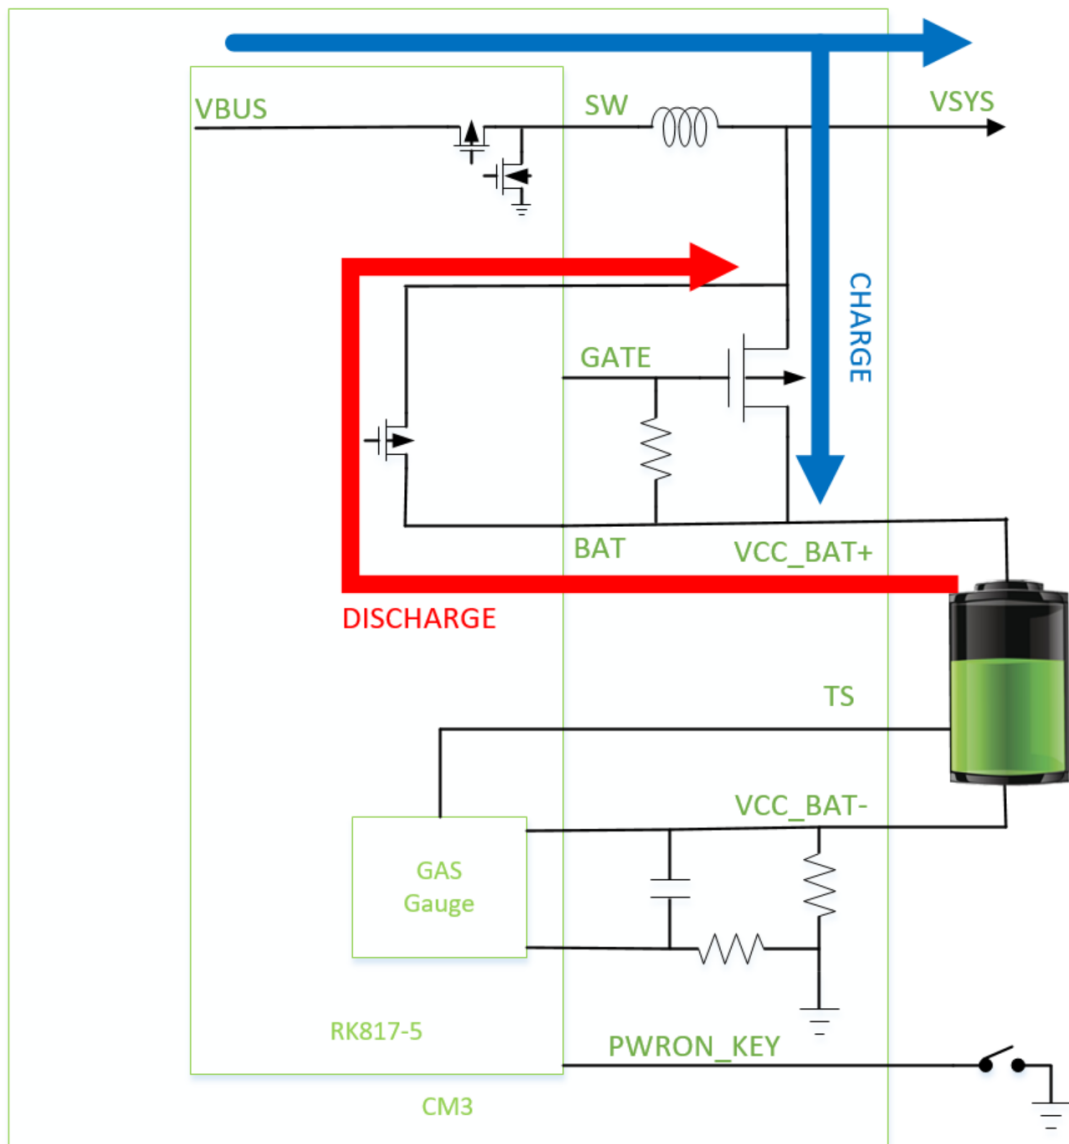 VBUS
SW
VSYS
CHARGE
GATE
BAT
VCC_BAT+
DISCHARGE
TS
VCC_BAT-
GAS
Gauge
RK817-5
PWRON_KEY
CM3